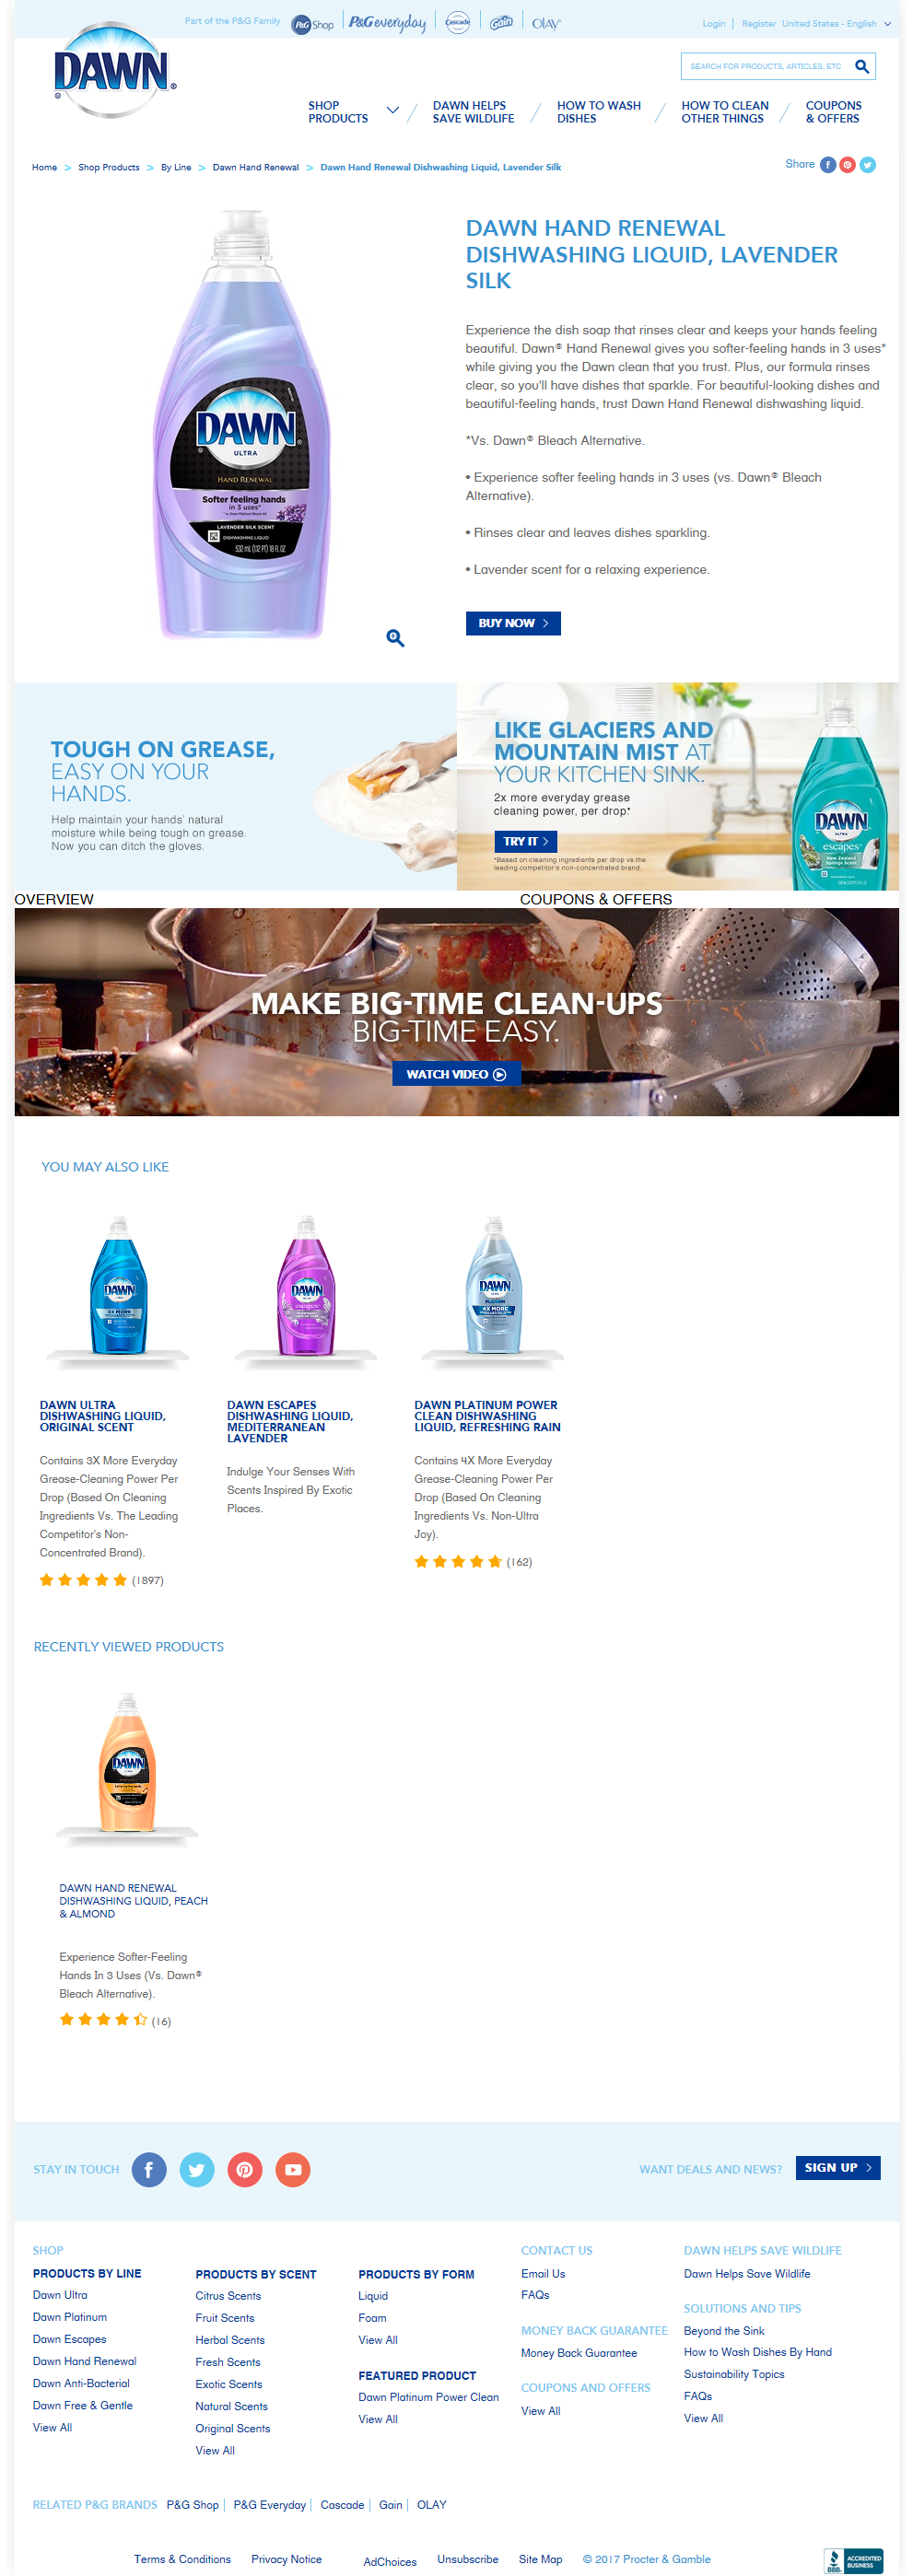 Part of the P&G Family
P&G Shop
P&G everyday
Cascade
Gain
OLAY
Login | Register United States - English
DAWN
SEARCH FOR PRODUCTS, ARTICLES, ETC
SHOP PRODUCTS
DAWN HELPS SAVE WILDLIFE
HOW TO WASH DISHES
HOW TO CLEAN OTHER THINGS
COUPONS & OFFERS
Home > Shop Products > By Line > Dawn Hand Renewal > Dawn Hand Renewal Dishwashing Liquid, Lavender Silk
Share
DAWN HAND RENEWAL
DISHWASHING LIQUID, LAVENDER
SILK
Experience the dish soap that rinses clear and keeps your hands feeling
beautiful. Dawn® Hand Renewal gives you softer-feeling hands in 3 uses*
while giving you the Dawn clean that you trust. Plus, our formula rinses
clear, so you'll have dishes that sparkle. For beautiful-looking dishes and
beautiful-feeling hands, trust Dawn Hand Renewal dishwashing liquid.
*Vs. Dawn® Bleach Alternative.
• Experience softer feeling hands in 3 uses (vs. Dawn® Bleach
Alternative).
• Rinses clear and leaves dishes sparkling.
• Lavender scent for a relaxing experience.
BUY NOW >
DAWN
ULTRA
HAND RENEWAL
Softer feeling hands
in 3 uses*
LAVENDER SILK SCENT
DISHWASHING LIQUID
532 mL (1.12 PT) 18 FL OZ
TOUGH ON GREASE,
EASY ON YOUR
HANDS.
Help maintain your hands' natural
moisture while being tough on grease.
Now you can ditch the gloves.
LIKE GLACIERS AND
MOUNTAIN MIST AT
YOUR KITCHEN SINK.
2x more everyday grease
cleaning power, per drop.*
TRY IT >
*Based on cleaning ingredients per drop vs the
leading competitor's non-concentrated brand.
DAWN
ULTRA
escapes
New Zealand
Springs Scent
OVERVIEW
COUPONS & OFFERS
MAKE BIG-TIME CLEAN-UPS
BIG-TIME EASY.
WATCH VIDEO
YOU MAY ALSO LIKE
DAWN
3X MORE
DAWN
escapes
DAWN
PLATINUM
4X MORE
DAWN ULTRA
DISHWASHING LIQUID,
ORIGINAL SCENT
Contains 3X More Everyday
Grease-Cleaning Power Per
Drop (Based On Cleaning
Ingredients Vs. The Leading
Competitor's Non-
Concentrated Brand).
(1897)
DAWN ESCAPES
DISHWASHING LIQUID,
MEDITERRANEAN
LAVENDER
Indulge Your Senses With
Scents Inspired By Exotic
Places.
DAWN PLATINUM POWER
CLEAN DISHWASHING
LIQUID, REFRESHING RAIN
Contains 4X More Everyday
Grease-Cleaning Power Per
Drop (Based On Cleaning
Ingredients Vs. Non-Ultra
Joy).
(162)
RECENTLY VIEWED PRODUCTS
DAWN
DAWN HAND RENEWAL
DISHWASHING LIQUID, PEACH
& ALMOND
Experience Softer-Feeling
Hands In 3 Uses (Vs. Dawn®
Bleach Alternative).
(16)
STAY IN TOUCH
WANT DEALS AND NEWS?
SIGN UP >
SHOP
PRODUCTS BY LINE
Dawn Ultra
Dawn Platinum
Dawn Escapes
Dawn Hand Renewal
Dawn Anti-Bacterial
Dawn Free & Gentle
View All
PRODUCTS BY SCENT
Citrus Scents
Fruit Scents
Herbal Scents
Fresh Scents
Exotic Scents
Natural Scents
Original Scents
View All
PRODUCTS BY FORM
Liquid
Foam
View All
FEATURED PRODUCT
Dawn Platinum Power Clean
View All
CONTACT US
Email Us
FAQs
MONEY BACK GUARANTEE
Money Back Guarantee
COUPONS AND OFFERS
View All
DAWN HELPS SAVE WILDLIFE
Dawn Helps Save Wildlife
SOLUTIONS AND TIPS
Beyond the Sink
How to Wash Dishes By Hand
Sustainability Topics
FAQs
View All
RELATED P&G BRANDS P&G Shop | P&G Everyday | Cascade | Gain | OLAY
Terms & Conditions
Privacy Notice
AdChoices
Unsubscribe
Site Map
© 2017 Procter & Gamble
BBB.
ACCREDITED
BUSINESS